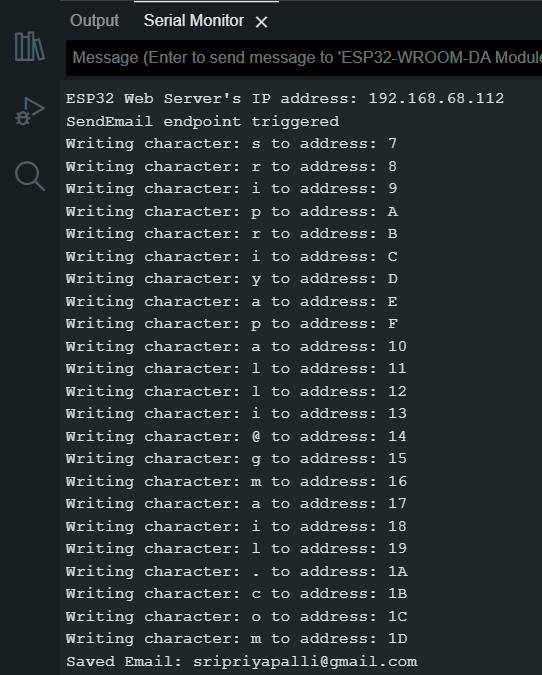 Output Serial Monitor
Message (Enter to send message to 'ESP32-WROOM-DA Module
ESP32 Web Server's IP address: 192.168.68.112
SendEmail endpoint triggered
Writing character: s to address: 7
Writing character: r to address: 8
Writing character: i to address: 9
Writing character: p to address: A
Writing character: r to address: B
Writing character: i to address: C
Writing character: y to address: D
Writing character: a to address: E
Writing character: p to address: F
Writing character: a to address: 10
Writing character: l to address: 11
Writing character: l to address: 12
Writing character: i to address: 13
Writing character: @ to address: 14
Writing character: g to address: 15
Writing character: m to address: 16
Writing character: a to address: 17
Writing character: i to address: 18
Writing character: l to address: 19
Writing character: . to address: 1A
Writing character: c to address: 1B
Writing character: o to address: 1C
Writing character: m to address: 1D
Saved Email: sripriyapalli@gmail.com